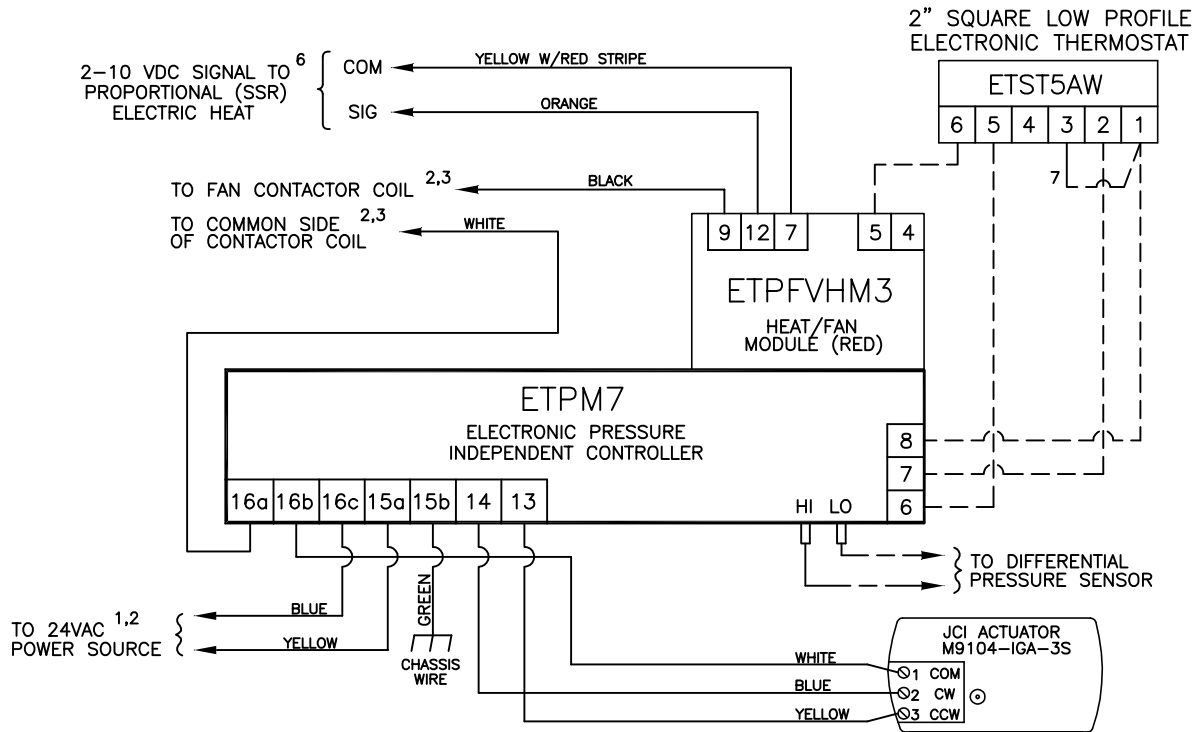 2” SQUARE LOW PROFILE
ELECTRONIC THERMOSTAT
ETST5AW
6 5 4 3 2 1
7
2–10 VDC SIGNAL TO 6
PROPORTIONAL (SSR)
ELECTRIC HEAT
COM
SIG
YELLOW W/RED STRIPE
ORANGE
TO FAN CONTACTOR COIL 2,3
BLACK
TO COMMON SIDE 2,3
OF CONTACTOR COIL
WHITE
9 12 7 5 4
ETPFVHM3
HEAT/FAN
MODULE (RED)
ETPM7
ELECTRONIC PRESSURE
INDEPENDENT CONTROLLER
8
7
6
16a 16b 16c 15a 15b 14 13
HI LO
TO DIFFERENTIAL
PRESSURE SENSOR
TO 24VAC 1,2
POWER SOURCE
BLUE
YELLOW
GREEN
CHASSIS
WIRE
WHITE
BLUE
YELLOW
JCI ACTUATOR
M9104–IGA–3S
1 COM
2 CW
3 CCW